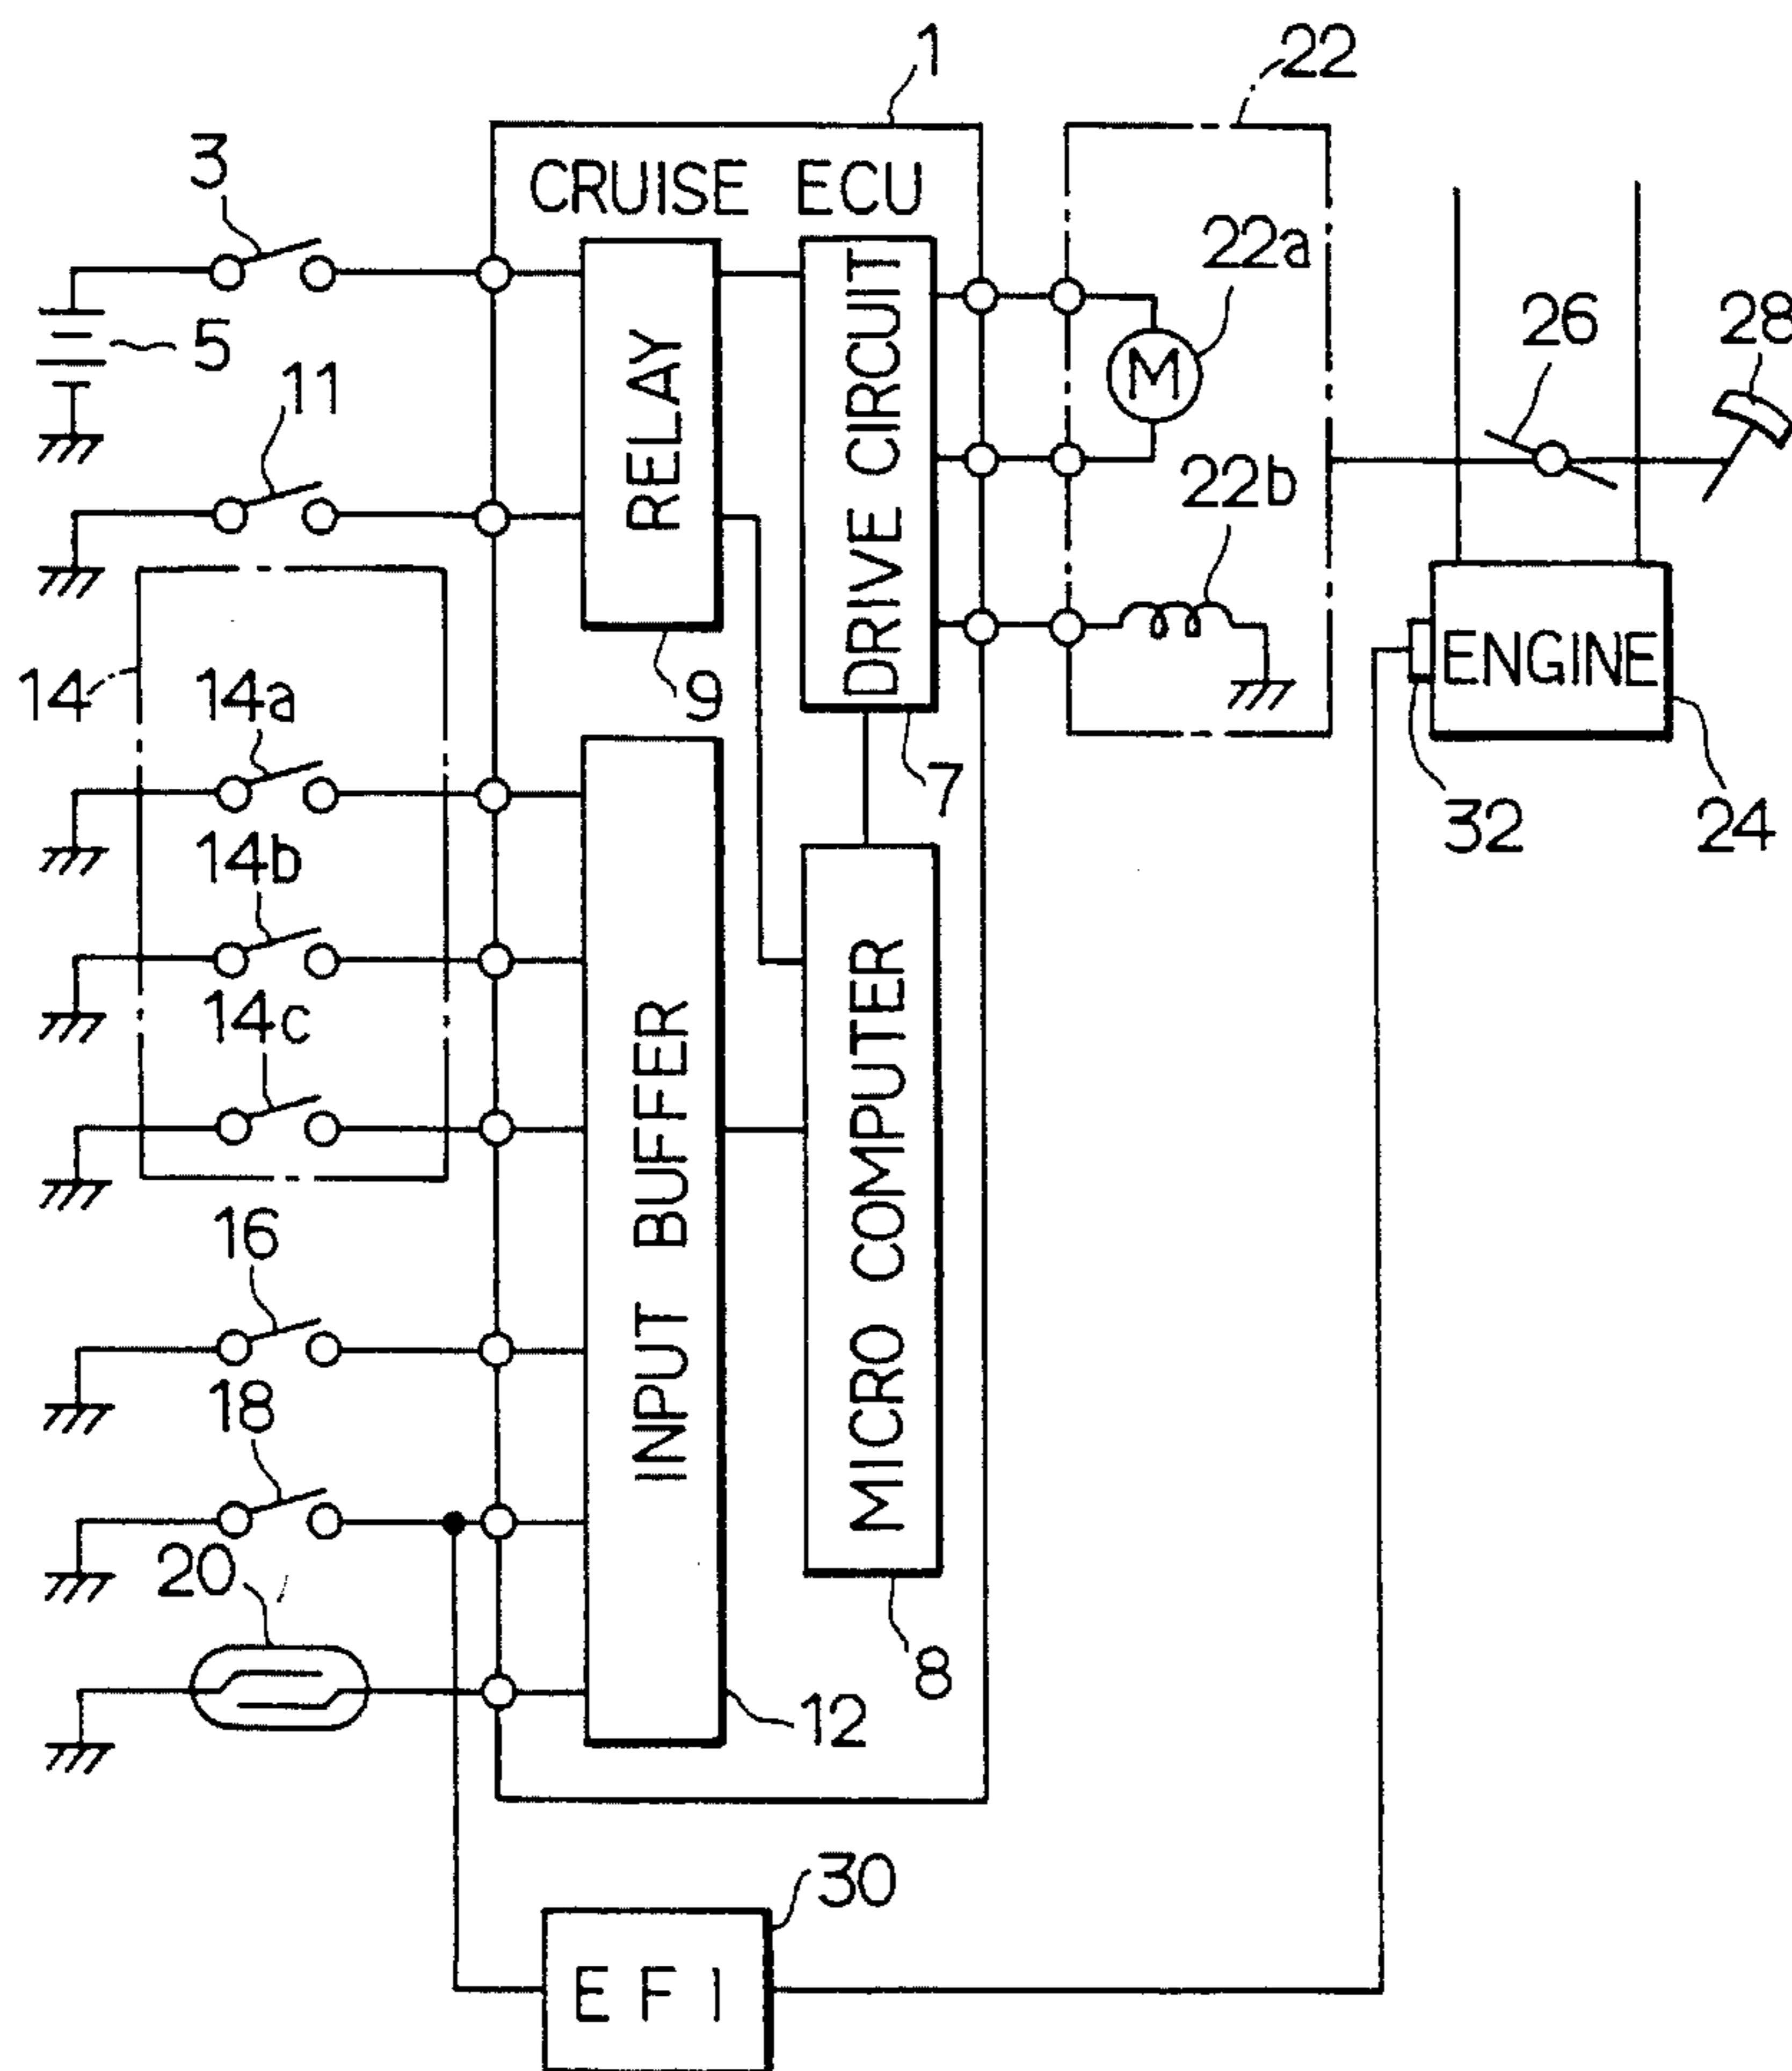 1
22
3
CRUISE ECU
22a
5
RELAY
DRIVE CIRCUIT
M
26
28
11
22b
ENGINE
14
14a
9
7
32
24
14b
14c
INPUT BUFFER
MICRO COMPUTER
16
18
20
8
12
30
EFI